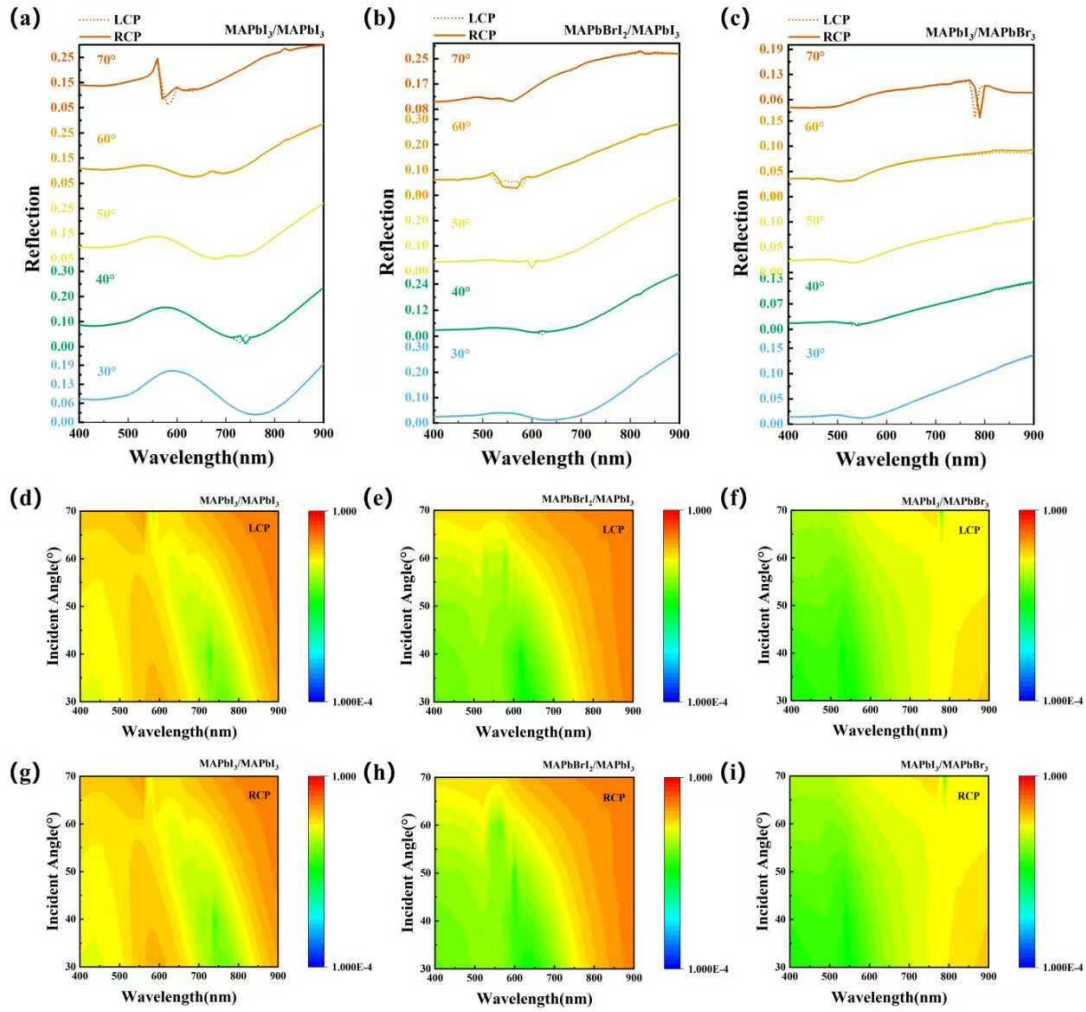 (a)
LCP
RCP
MAPbI₃/MAPbI₃
0.25
0.15
0.05
0.25
0.15
0.05
0.25
0.15
0.05
0.30
0.20
0.10
0.00
0.19
0.13
0.06
0.00
70°
60°
50°
40°
30°
Reflection
400 500 600 700 800 900
Wavelength(nm)
(b)
LCP
RCP
MAPbBrI₂/MAPbI₃
0.25
0.17
0.08
0.30
0.20
0.10
0.00
0.20
0.10
0.00
0.24
0.12
0.00
0.30
0.20
0.10
0.00
70°
60°
50°
40°
30°
Reflection
400 500 600 700 800 900
Wavelength (nm)
(c)
LCP
RCP
MAPbI₃/MAPbBr₃
0.19
0.13
0.06
0.15
0.10
0.05
0.00
0.10
0.05
0.00
0.13
0.07
0.00
0.15
0.10
0.05
0.00
70°
60°
50°
40°
30°
Reflection
400 500 600 700 800 900
Wavelength (nm)
(d)
MAPbI₃/MAPbI₃
LCP
70
60
50
40
30
Incident Angle(°)
400 500 600 700 800 900
Wavelength(nm)
1.000
1.000E-4
(e)
MAPbBrI₂/MAPbI₃
LCP
70
60
50
40
30
Incident Angle(°)
400 500 600 700 800 900
Wavelength(nm)
1.000
1.000E-4
(f)
MAPbI₃/MAPbBr₃
LCP
70
60
50
40
30
Incident Angle(°)
400 500 600 700 800 900
Wavelength(nm)
1.000
1.000E-4
(g)
MAPbI₃/MAPbI₃
RCP
70
60
50
40
30
Incident Angle(°)
400 500 600 700 800 900
Wavelength(nm)
1.000
1.000E-4
(h)
MAPbBrI₂/MAPbI₃
RCP
70
60
50
40
30
Incident Angle(°)
400 500 600 700 800 900
Wavelength(nm)
1.000
1.000E-4
(i)
MAPbI₃/MAPbBr₃
RCP
70
60
50
40
30
Incident Angle(°)
400 500 600 700 800 900
Wavelength(nm)
1.000
1.000E-4